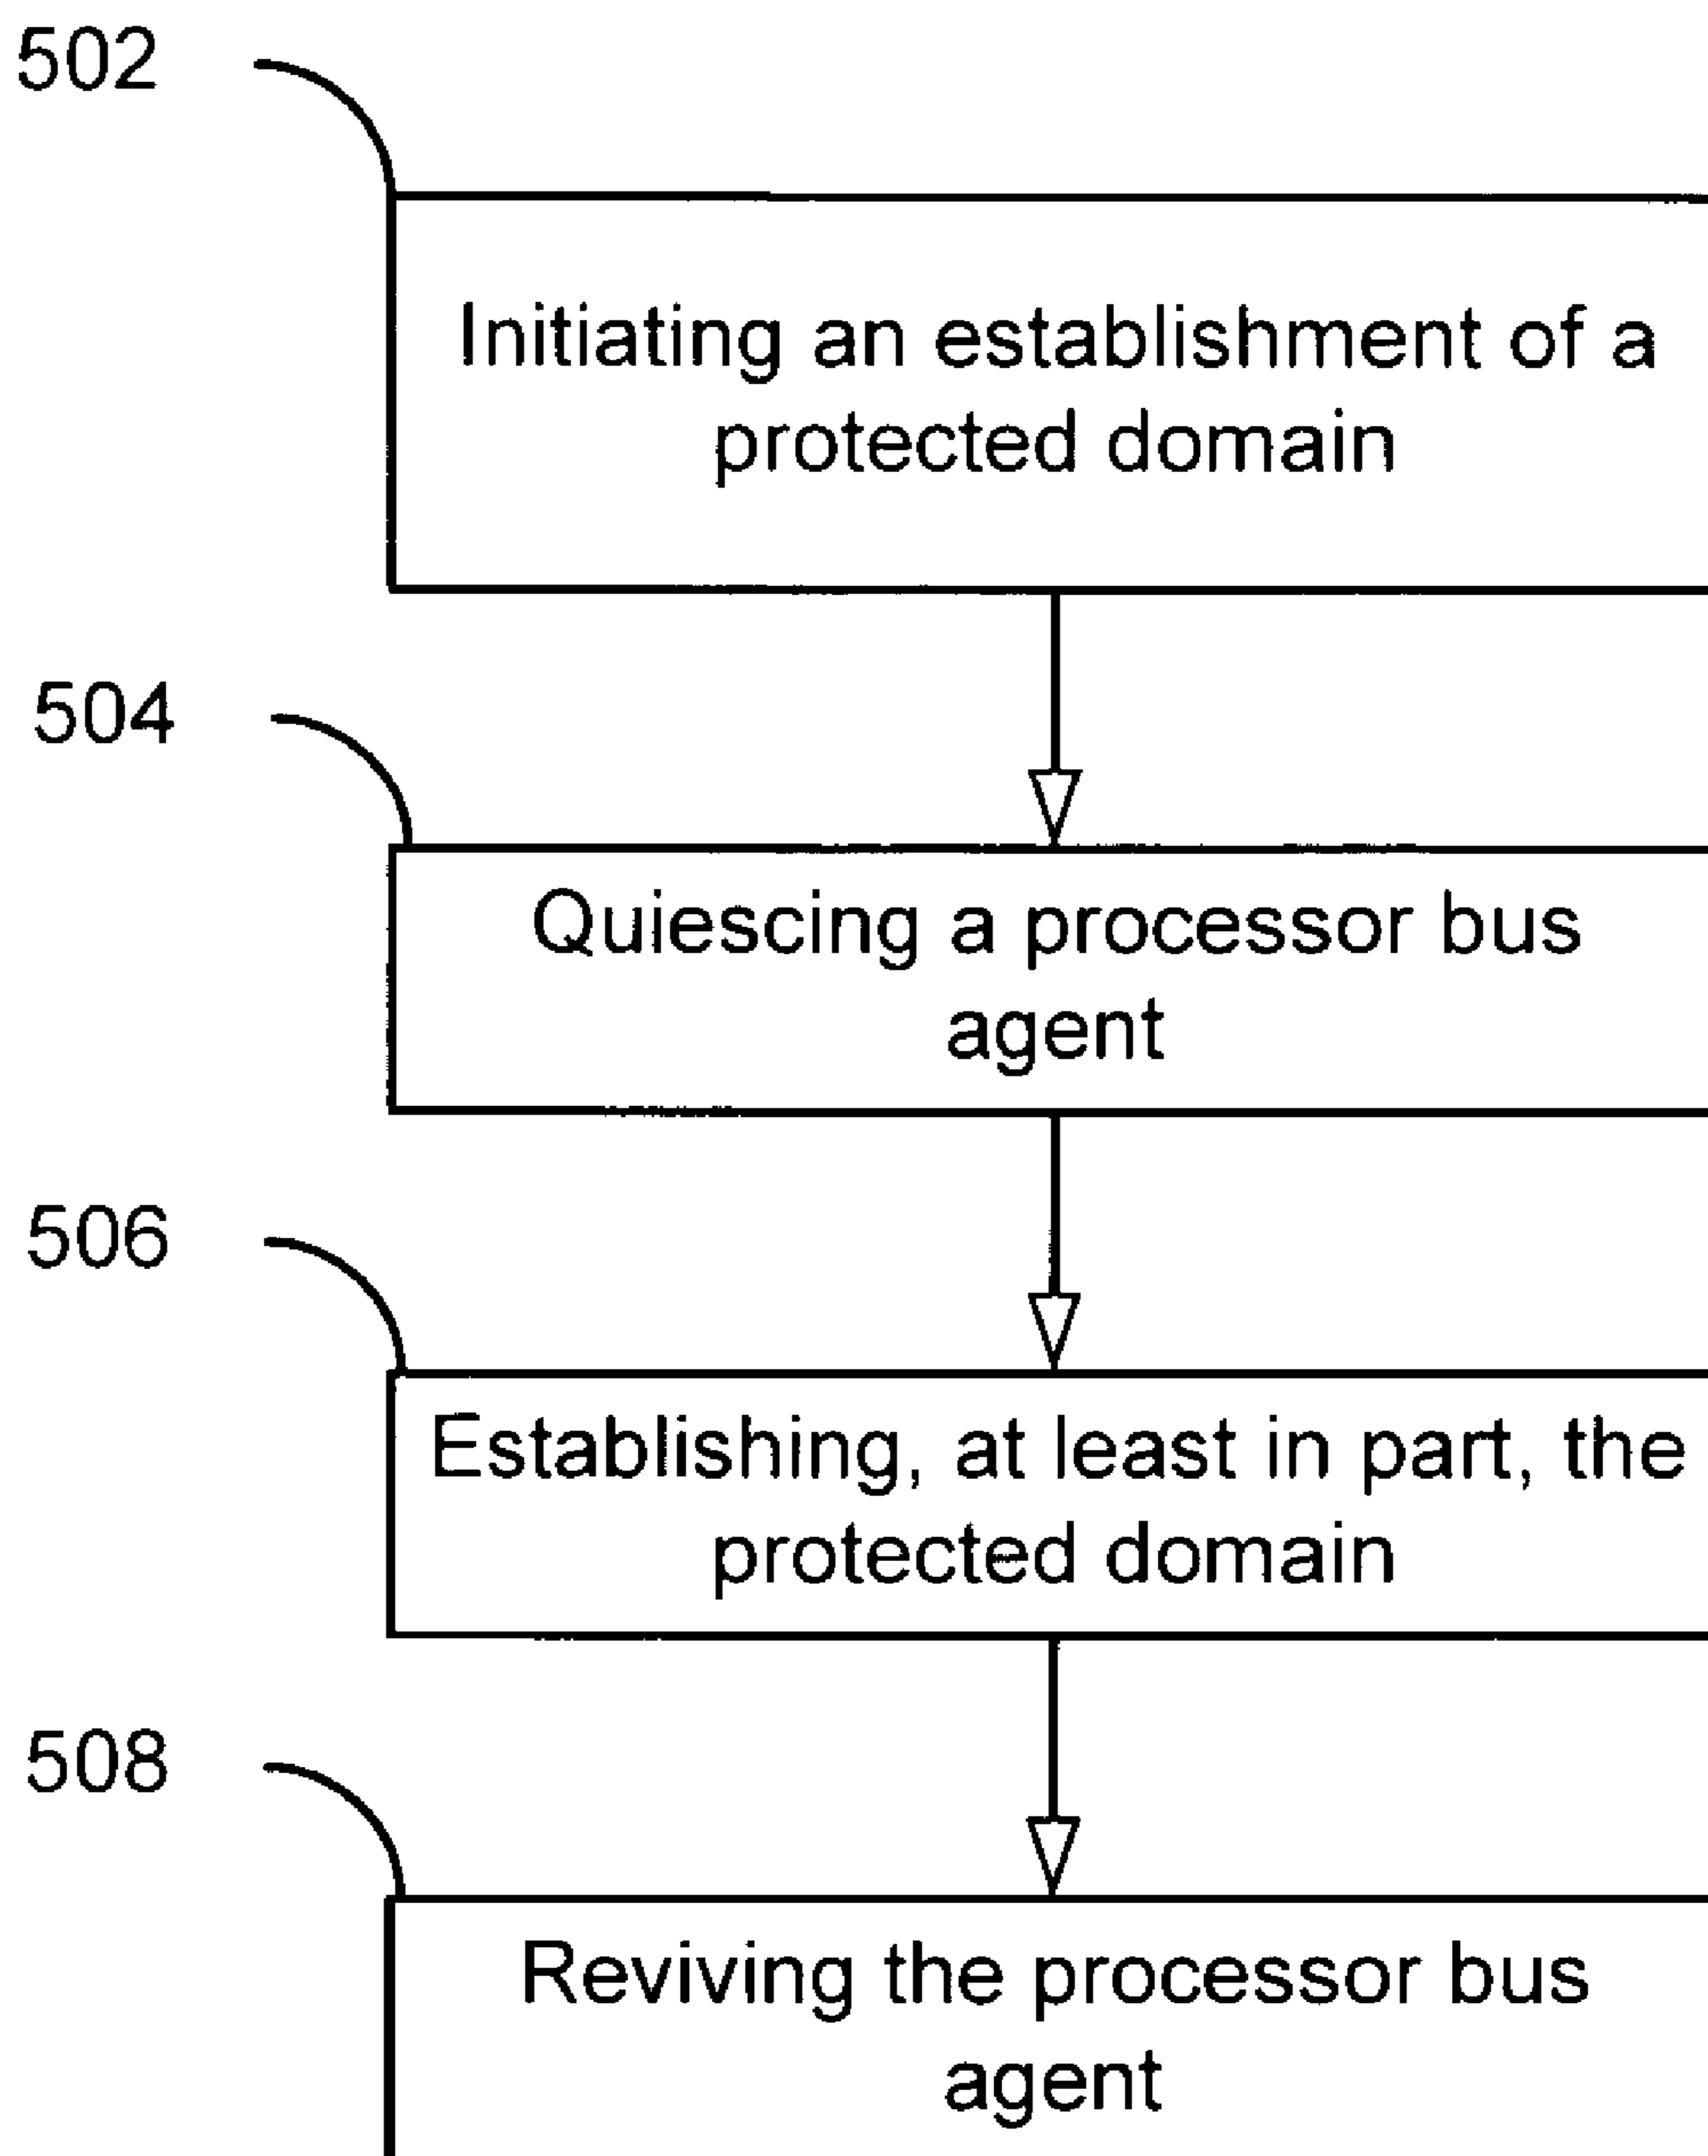 502
Initiating an establishment of a
protected domain
504
Quiescing a processor bus
agent
506
Establishing, at least in part, the
protected domain
508
Reviving the processor bus
agent